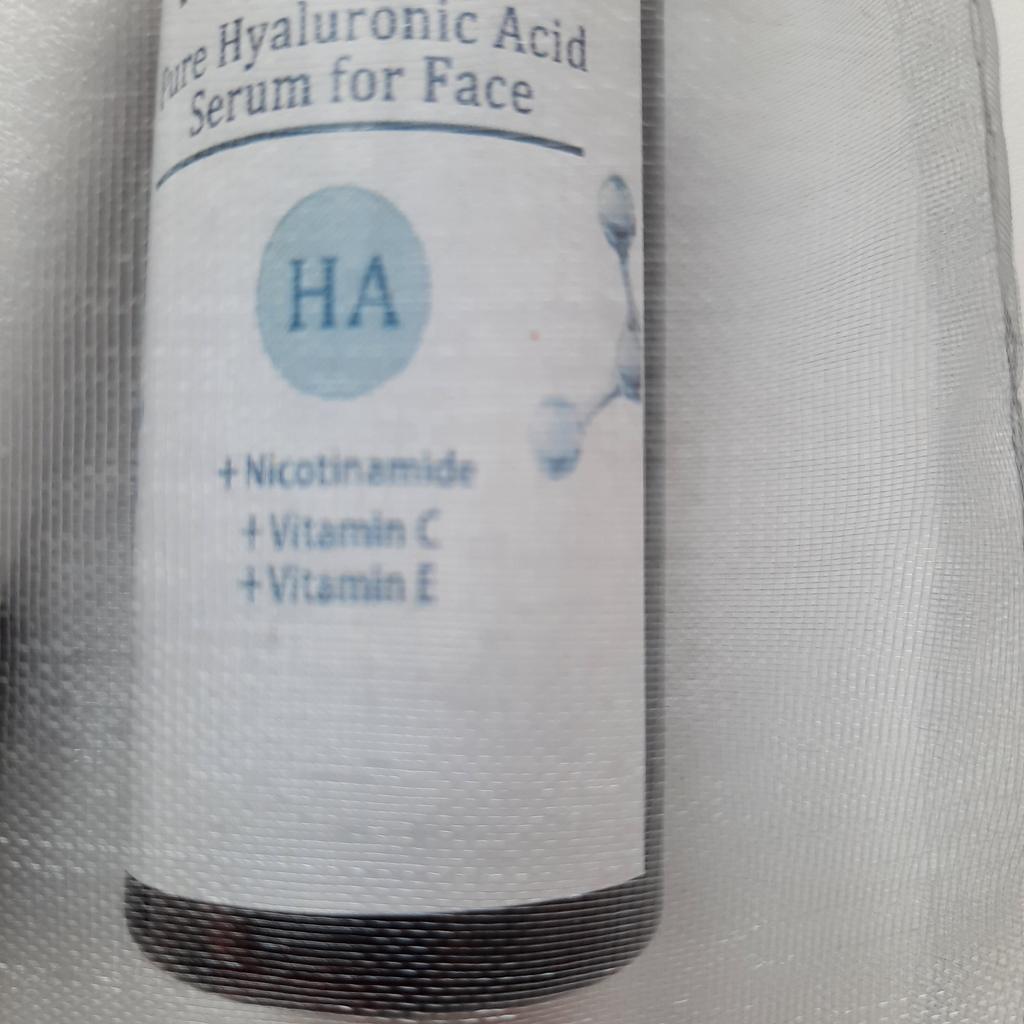 Pure Hyaluronic Acid
Serum for Face
HA
+Nicotinamide
+Vitamin C
+Vitamin E